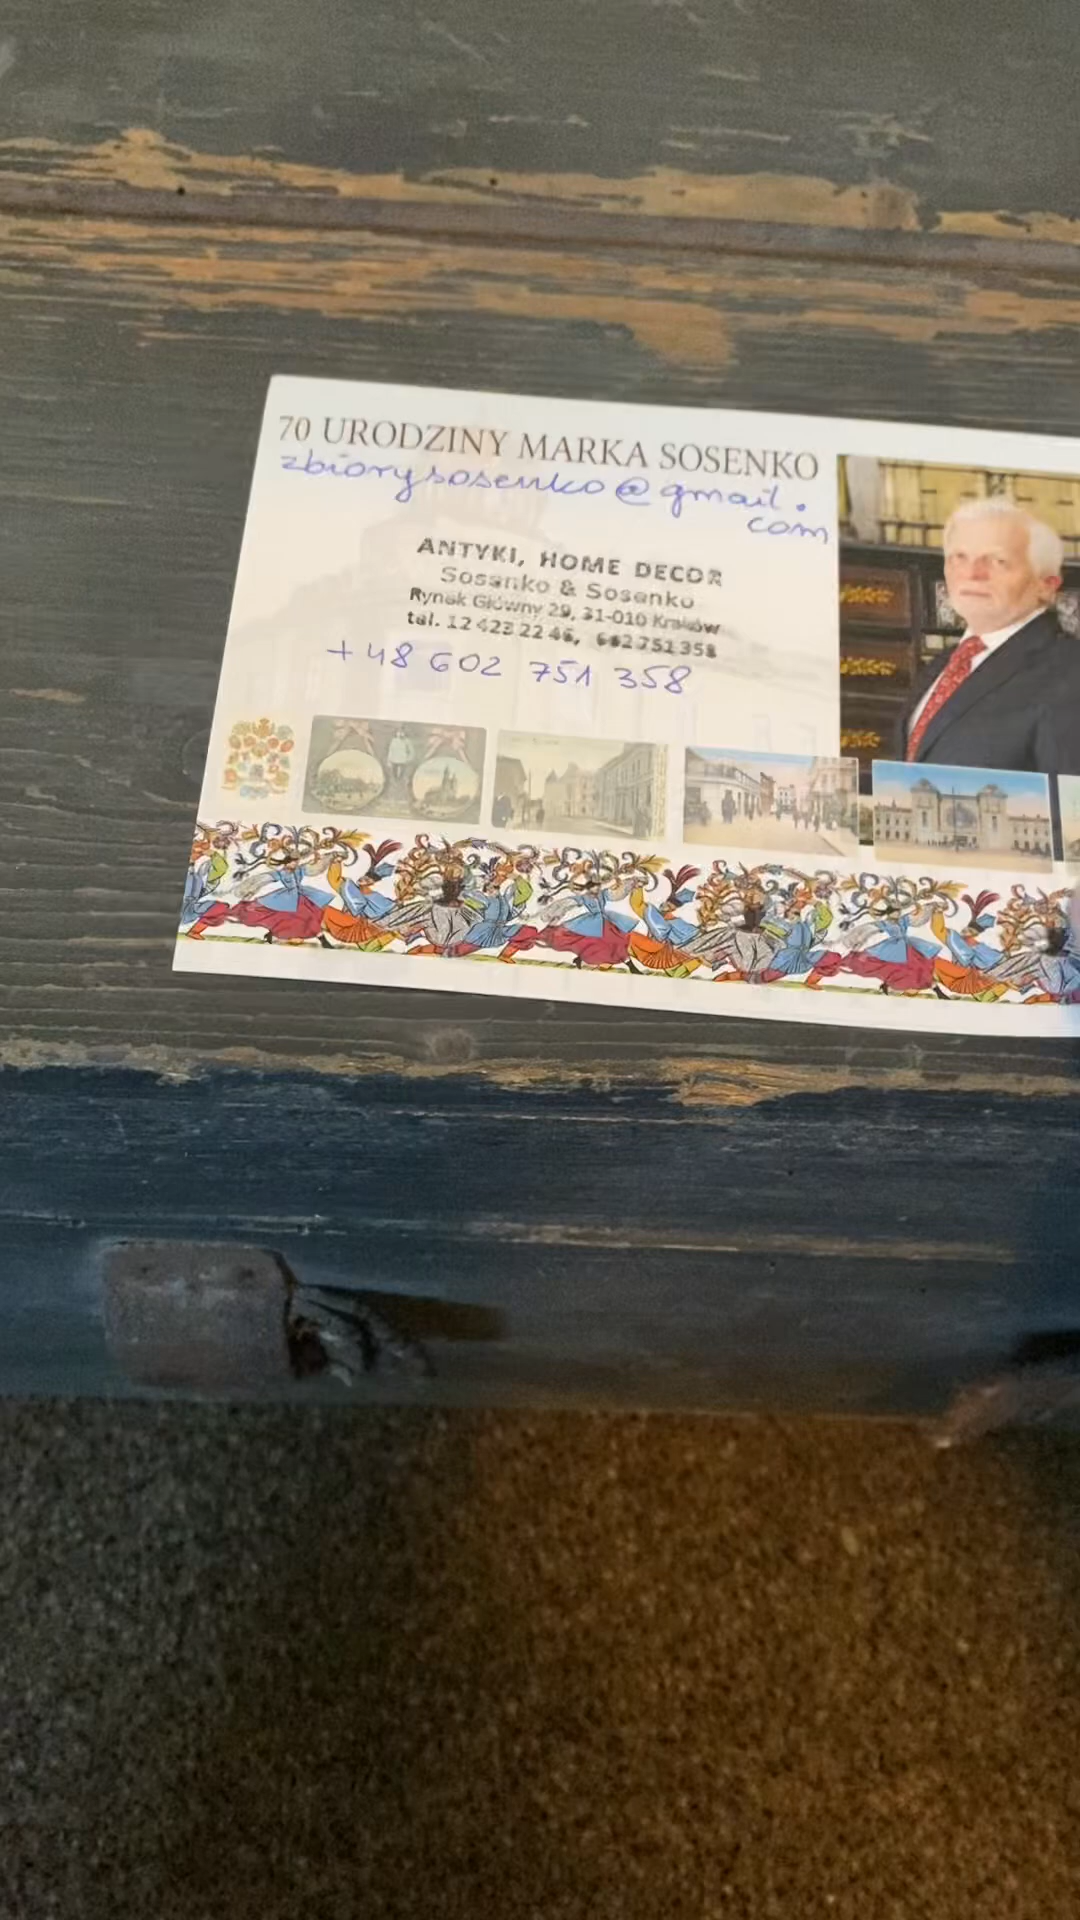 70 URODZINY MARKA SOSENKO
zbiorysosenko@gmail.
com
ANTYKI, HOME DECOR
Sosenko & Sosenko
Rynek Główny 29, 31-010 Kraków
tel. 12 423 22 46, 602 751 358
+48 602 751 358